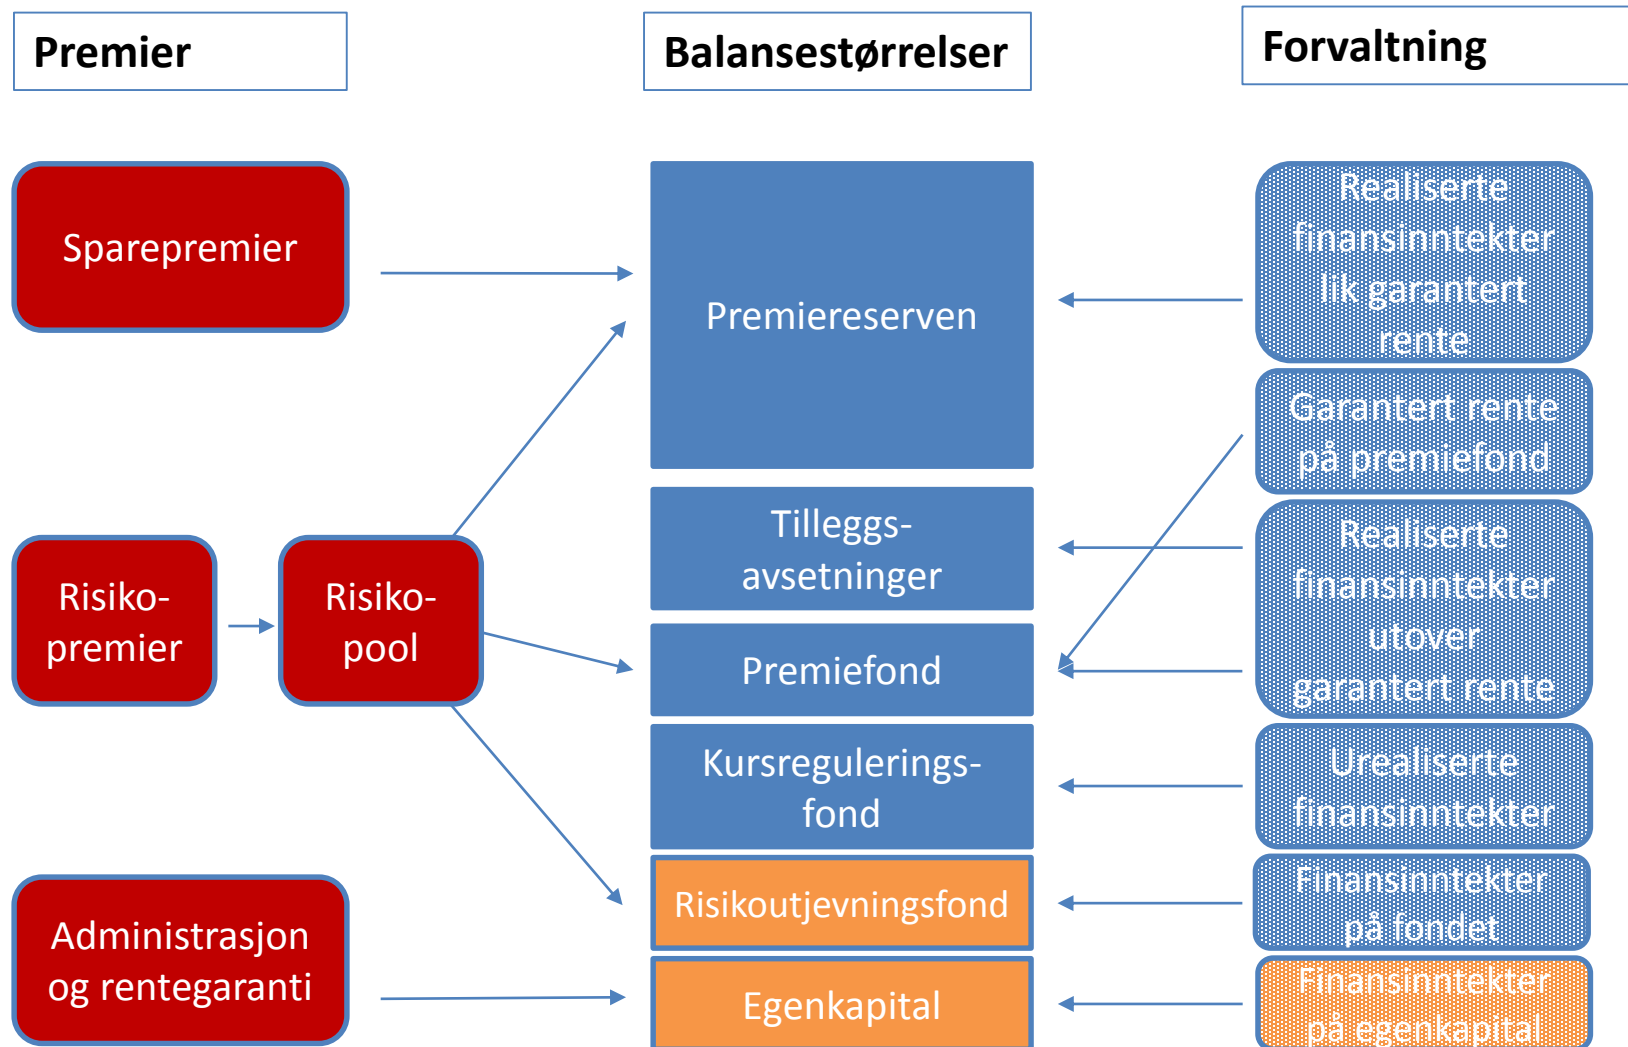 Premier
Balansestørrelser
Forvaltning
Sparepremier
Risiko-
premier
Risiko-
pool
Administrasjon
og rentegaranti
Premiereserven
Tilleggs-
avsetninger
Premiefond
Kursregulerings-
fond
Risikoutjevningsfond
Egenkapital
Realiserte
finansinntekter
lik garantert
rente
Garantert rente
på premiefond
Realiserte
finansinntekter
utover
garantert rente
Urealiserte
finansinntekter
Finansinntekter
på fondet
Finansinntekter
på egenkapital